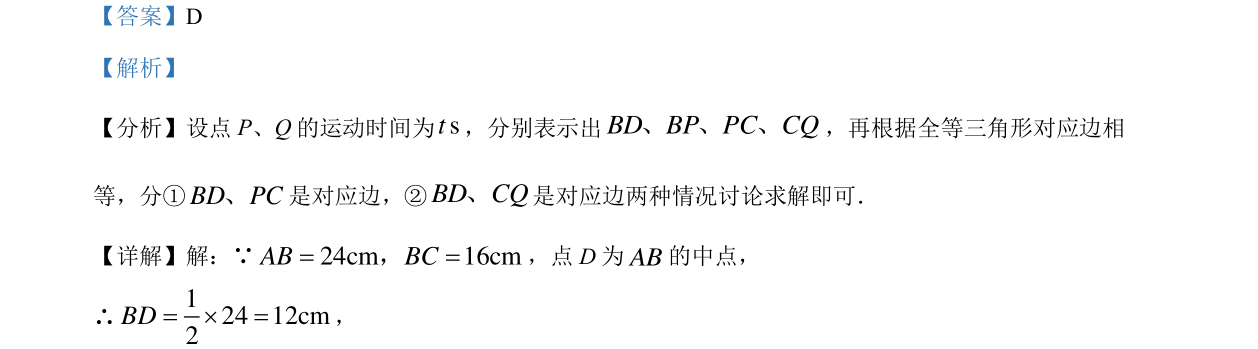 【答案】D
【解析】
【分析】设点 P、Q 的运动时间为 t s，分别表示出 BD、BP、PC、CQ，再根据全等三角形对应边相
等，分① BD、PC 是对应边，② BD、CQ 是对应边两种情况讨论求解即可．
【详解】解：∵ AB = 24cm，BC = 16cm，点 D 为 AB 的中点，
∴ BD = 1/2 × 24 = 12cm，